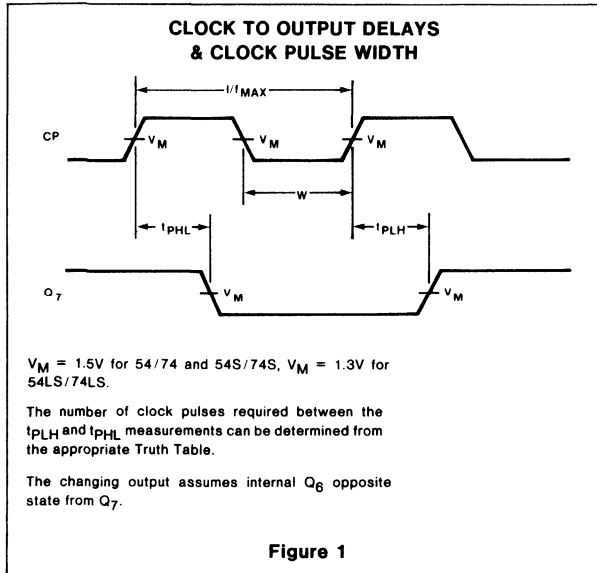 CLOCK TO OUTPUT DELAYS
& CLOCK PULSE WIDTH
I/fMAX
CP
VM
VM
VM
W
tPHL
tPLH
Q7
VM
VM
VM = 1.5V for 54/74 and 54S/74S, VM = 1.3V for
54LS/74LS.
The number of clock pulses required between the
tPLH and tPHL measurements can be determined from
the appropriate Truth Table.
The changing output assumes internal Q6 opposite
state from Q7.
Figure 1